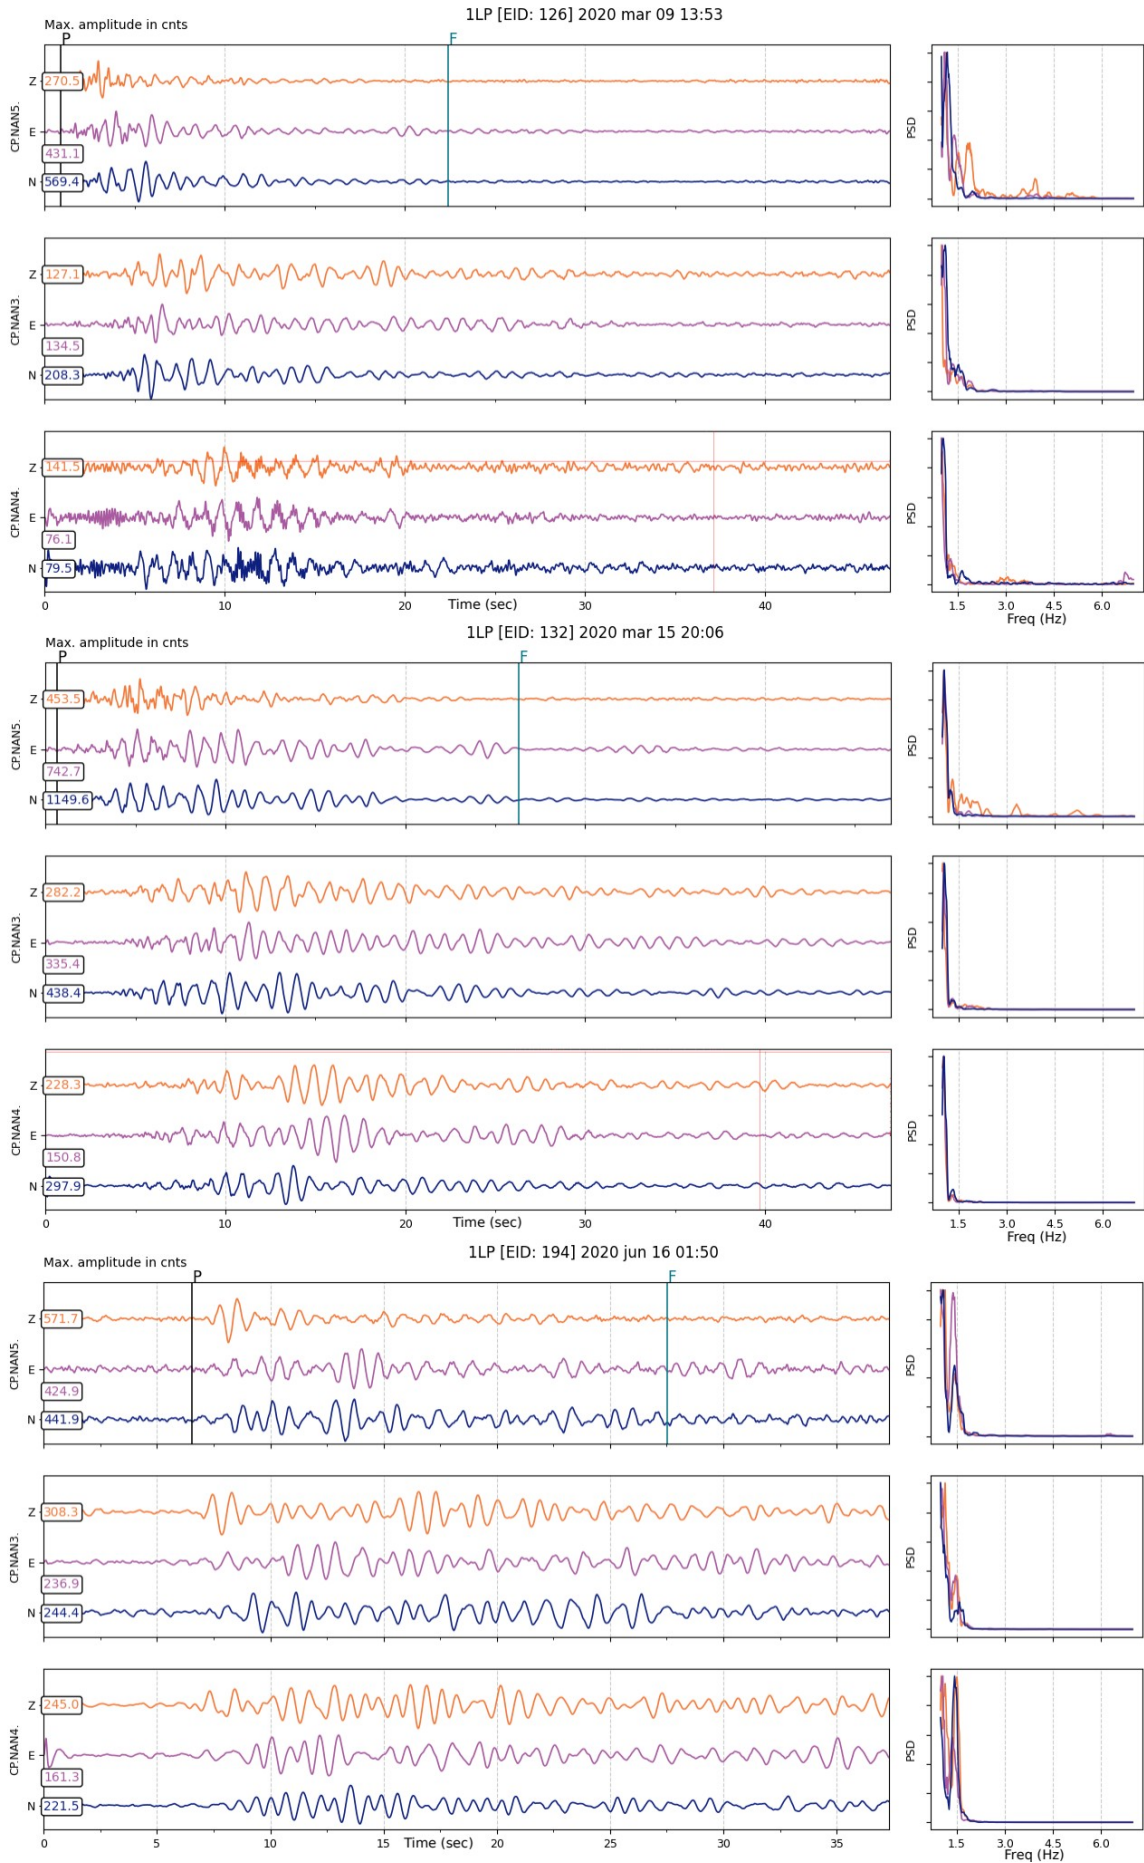 1LP [EID: 126] 2020 mar 09 13:53
Max. amplitude in cnts
P
F
CP.NAN5.
Z
270.5
E
431.1
N
569.4
PSD
CP.NAN3.
Z
127.1
E
134.5
N
208.3
PSD
CP.NAN4.
Z
141.5
E
76.1
N
79.5
PSD
0 10 20 30 40
Time (sec)
1.5 3.0 4.5 6.0
Freq (Hz)
1LP [EID: 132] 2020 mar 15 20:06
Max. amplitude in cnts
P
F
CP.NAN5.
Z
453.5
E
742.7
N
1149.6
PSD
CP.NAN3.
Z
282.2
E
335.4
N
438.4
PSD
CP.NAN4.
Z
228.3
E
150.8
N
297.9
PSD
0 10 20 30 40
Time (sec)
1.5 3.0 4.5 6.0
Freq (Hz)
1LP [EID: 194] 2020 jun 16 01:50
Max. amplitude in cnts
P
F
CP.NAN5.
Z
571.7
E
424.9
N
441.9
PSD
CP.NAN3.
Z
308.3
E
236.9
N
244.4
PSD
CP.NAN4.
Z
245.0
E
161.3
N
221.5
PSD
0 5 10 15 20 25 30 35
Time (sec)
1.5 3.0 4.5 6.0
Freq (Hz)